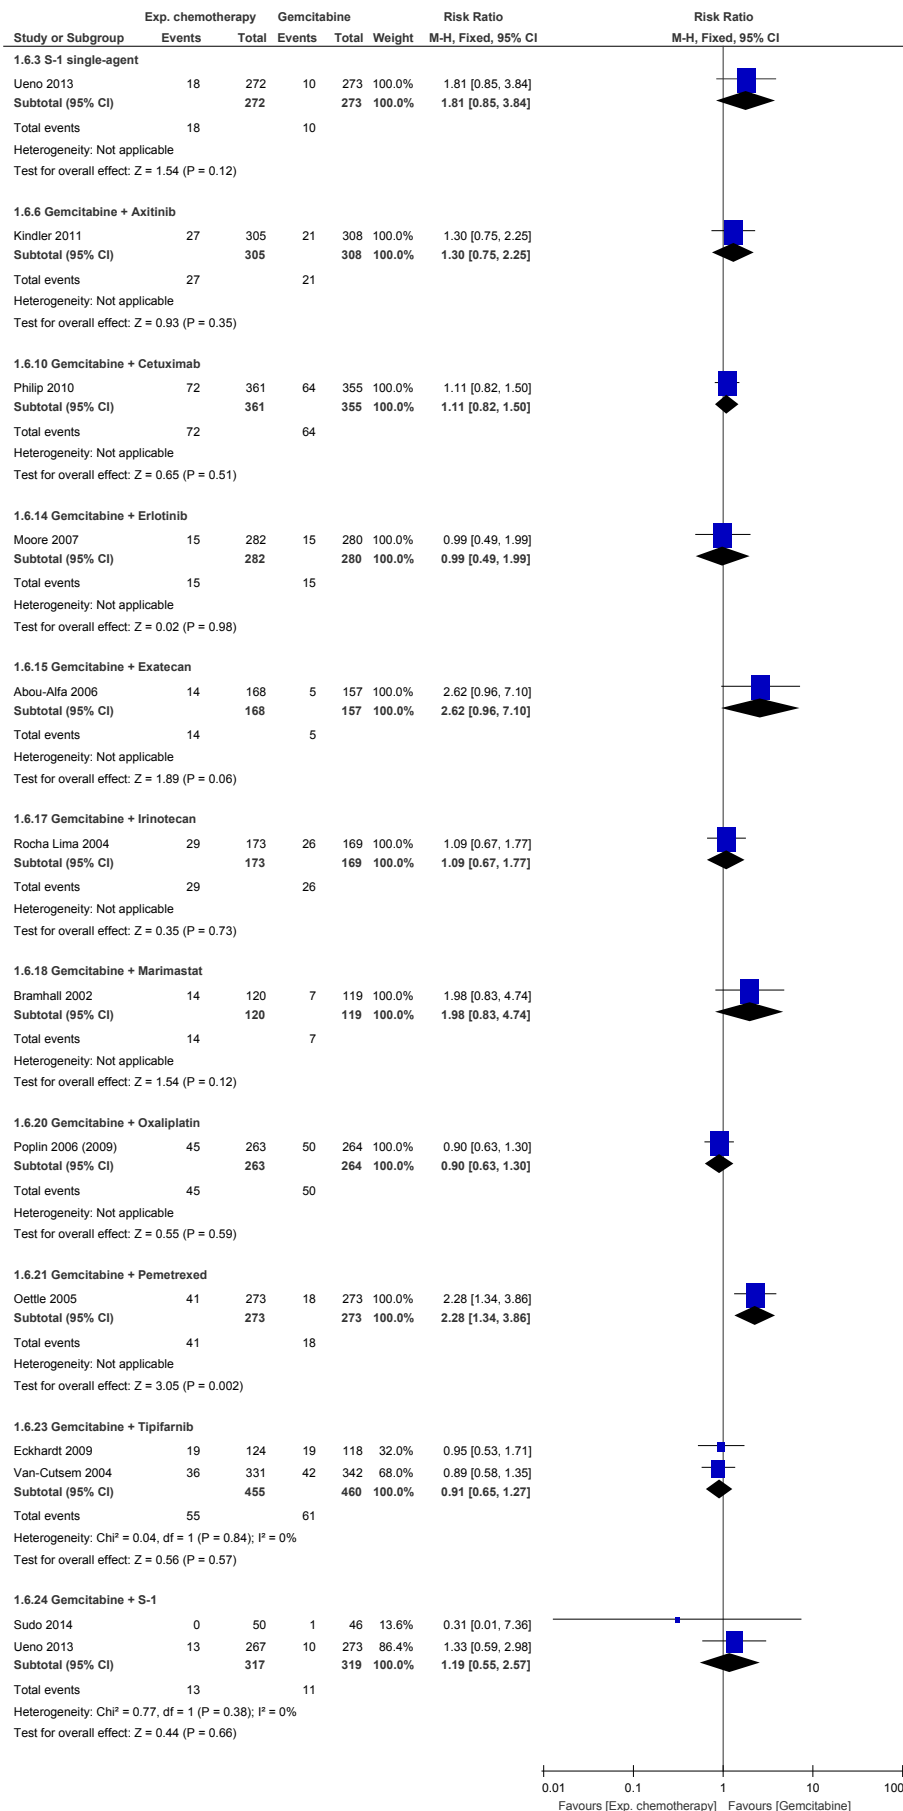 Exp. chemotherapy Gemcitabine Risk Ratio Risk Ratio
Study or Subgroup Events Total Events Total Weight M-H, Fixed, 95% CI M-H, Fixed, 95% CI
1.6.3 S-1 single-agent
Ueno 2013 18 272 10 273 100.0% 1.81 [0.85, 3.84]
Subtotal (95% CI) 272 273 100.0% 1.81 [0.85, 3.84]
Total events 18 10
Heterogeneity: Not applicable
Test for overall effect: Z = 1.54 (P = 0.12)
1.6.6 Gemcitabine + Axitinib
Kindler 2011 27 305 21 308 100.0% 1.30 [0.75, 2.25]
Subtotal (95% CI) 305 308 100.0% 1.30 [0.75, 2.25]
Total events 27 21
Heterogeneity: Not applicable
Test for overall effect: Z = 0.93 (P = 0.35)
1.6.10 Gemcitabine + Cetuximab
Philip 2010 72 361 64 355 100.0% 1.11 [0.82, 1.50]
Subtotal (95% CI) 361 355 100.0% 1.11 [0.82, 1.50]
Total events 72 64
Heterogeneity: Not applicable
Test for overall effect: Z = 0.65 (P = 0.51)
1.6.14 Gemcitabine + Erlotinib
Moore 2007 15 282 15 280 100.0% 0.99 [0.49, 1.99]
Subtotal (95% CI) 282 280 100.0% 0.99 [0.49, 1.99]
Total events 15 15
Heterogeneity: Not applicable
Test for overall effect: Z = 0.02 (P = 0.98)
1.6.15 Gemcitabine + Exatecan
Abou-Alfa 2006 14 168 5 157 100.0% 2.62 [0.96, 7.10]
Subtotal (95% CI) 168 157 100.0% 2.62 [0.96, 7.10]
Total events 14 5
Heterogeneity: Not applicable
Test for overall effect: Z = 1.89 (P = 0.06)
1.6.17 Gemcitabine + Irinotecan
Rocha Lima 2004 29 173 26 169 100.0% 1.09 [0.67, 1.77]
Subtotal (95% CI) 173 169 100.0% 1.09 [0.67, 1.77]
Total events 29 26
Heterogeneity: Not applicable
Test for overall effect: Z = 0.35 (P = 0.73)
1.6.18 Gemcitabine + Marimastat
Bramhall 2002 14 120 7 119 100.0% 1.98 [0.83, 4.74]
Subtotal (95% CI) 120 119 100.0% 1.98 [0.83, 4.74]
Total events 14 7
Heterogeneity: Not applicable
Test for overall effect: Z = 1.54 (P = 0.12)
1.6.20 Gemcitabine + Oxaliplatin
Poplin 2006 (2009) 45 263 50 264 100.0% 0.90 [0.63, 1.30]
Subtotal (95% CI) 263 264 100.0% 0.90 [0.63, 1.30]
Total events 45 50
Heterogeneity: Not applicable
Test for overall effect: Z = 0.55 (P = 0.59)
1.6.21 Gemcitabine + Pemetrexed
Oettle 2005 41 273 18 273 100.0% 2.28 [1.34, 3.86]
Subtotal (95% CI) 273 273 100.0% 2.28 [1.34, 3.86]
Total events 41 18
Heterogeneity: Not applicable
Test for overall effect: Z = 3.05 (P = 0.002)
1.6.23 Gemcitabine + Tipifarnib
Eckhardt 2009 19 124 19 118 32.0% 0.95 [0.53, 1.71]
Van-Cutsem 2004 36 331 42 342 68.0% 0.89 [0.58, 1.35]
Subtotal (95% CI) 455 460 100.0% 0.91 [0.65, 1.27]
Total events 55 61
Heterogeneity: Chi² = 0.04, df = 1 (P = 0.84); I² = 0%
Test for overall effect: Z = 0.56 (P = 0.57)
1.6.24 Gemcitabine + S-1
Sudo 2014 0 50 1 46 13.6% 0.31 [0.01, 7.36]
Ueno 2013 13 267 10 273 86.4% 1.33 [0.59, 2.98]
Subtotal (95% CI) 317 319 100.0% 1.19 [0.55, 2.57]
Total events 13 11
Heterogeneity: Chi² = 0.77, df = 1 (P = 0.38); I² = 0%
Test for overall effect: Z = 0.44 (P = 0.66)
0.01 0.1 1 10 100
Favours [Exp. chemotherapy] Favours [Gemcitabine]